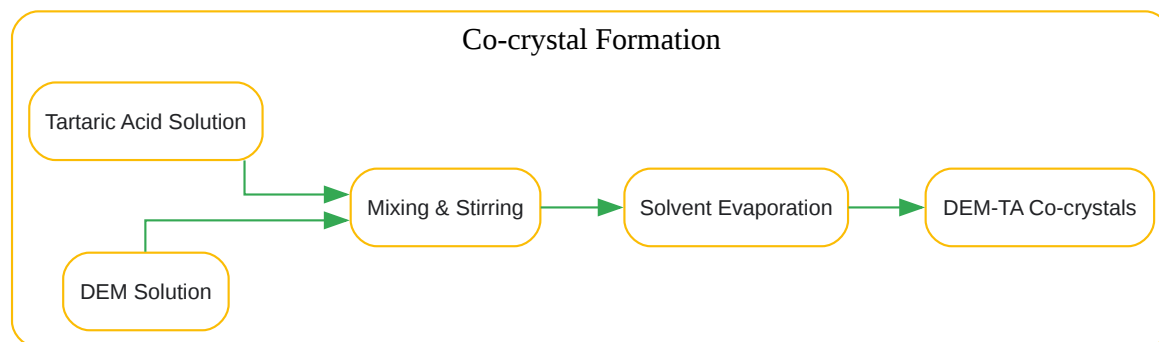 Co-crystal Formation
Tartaric Acid Solution
DEM Solution
Mixing & Stirring
Solvent Evaporation
DEM-TA Co-crystals